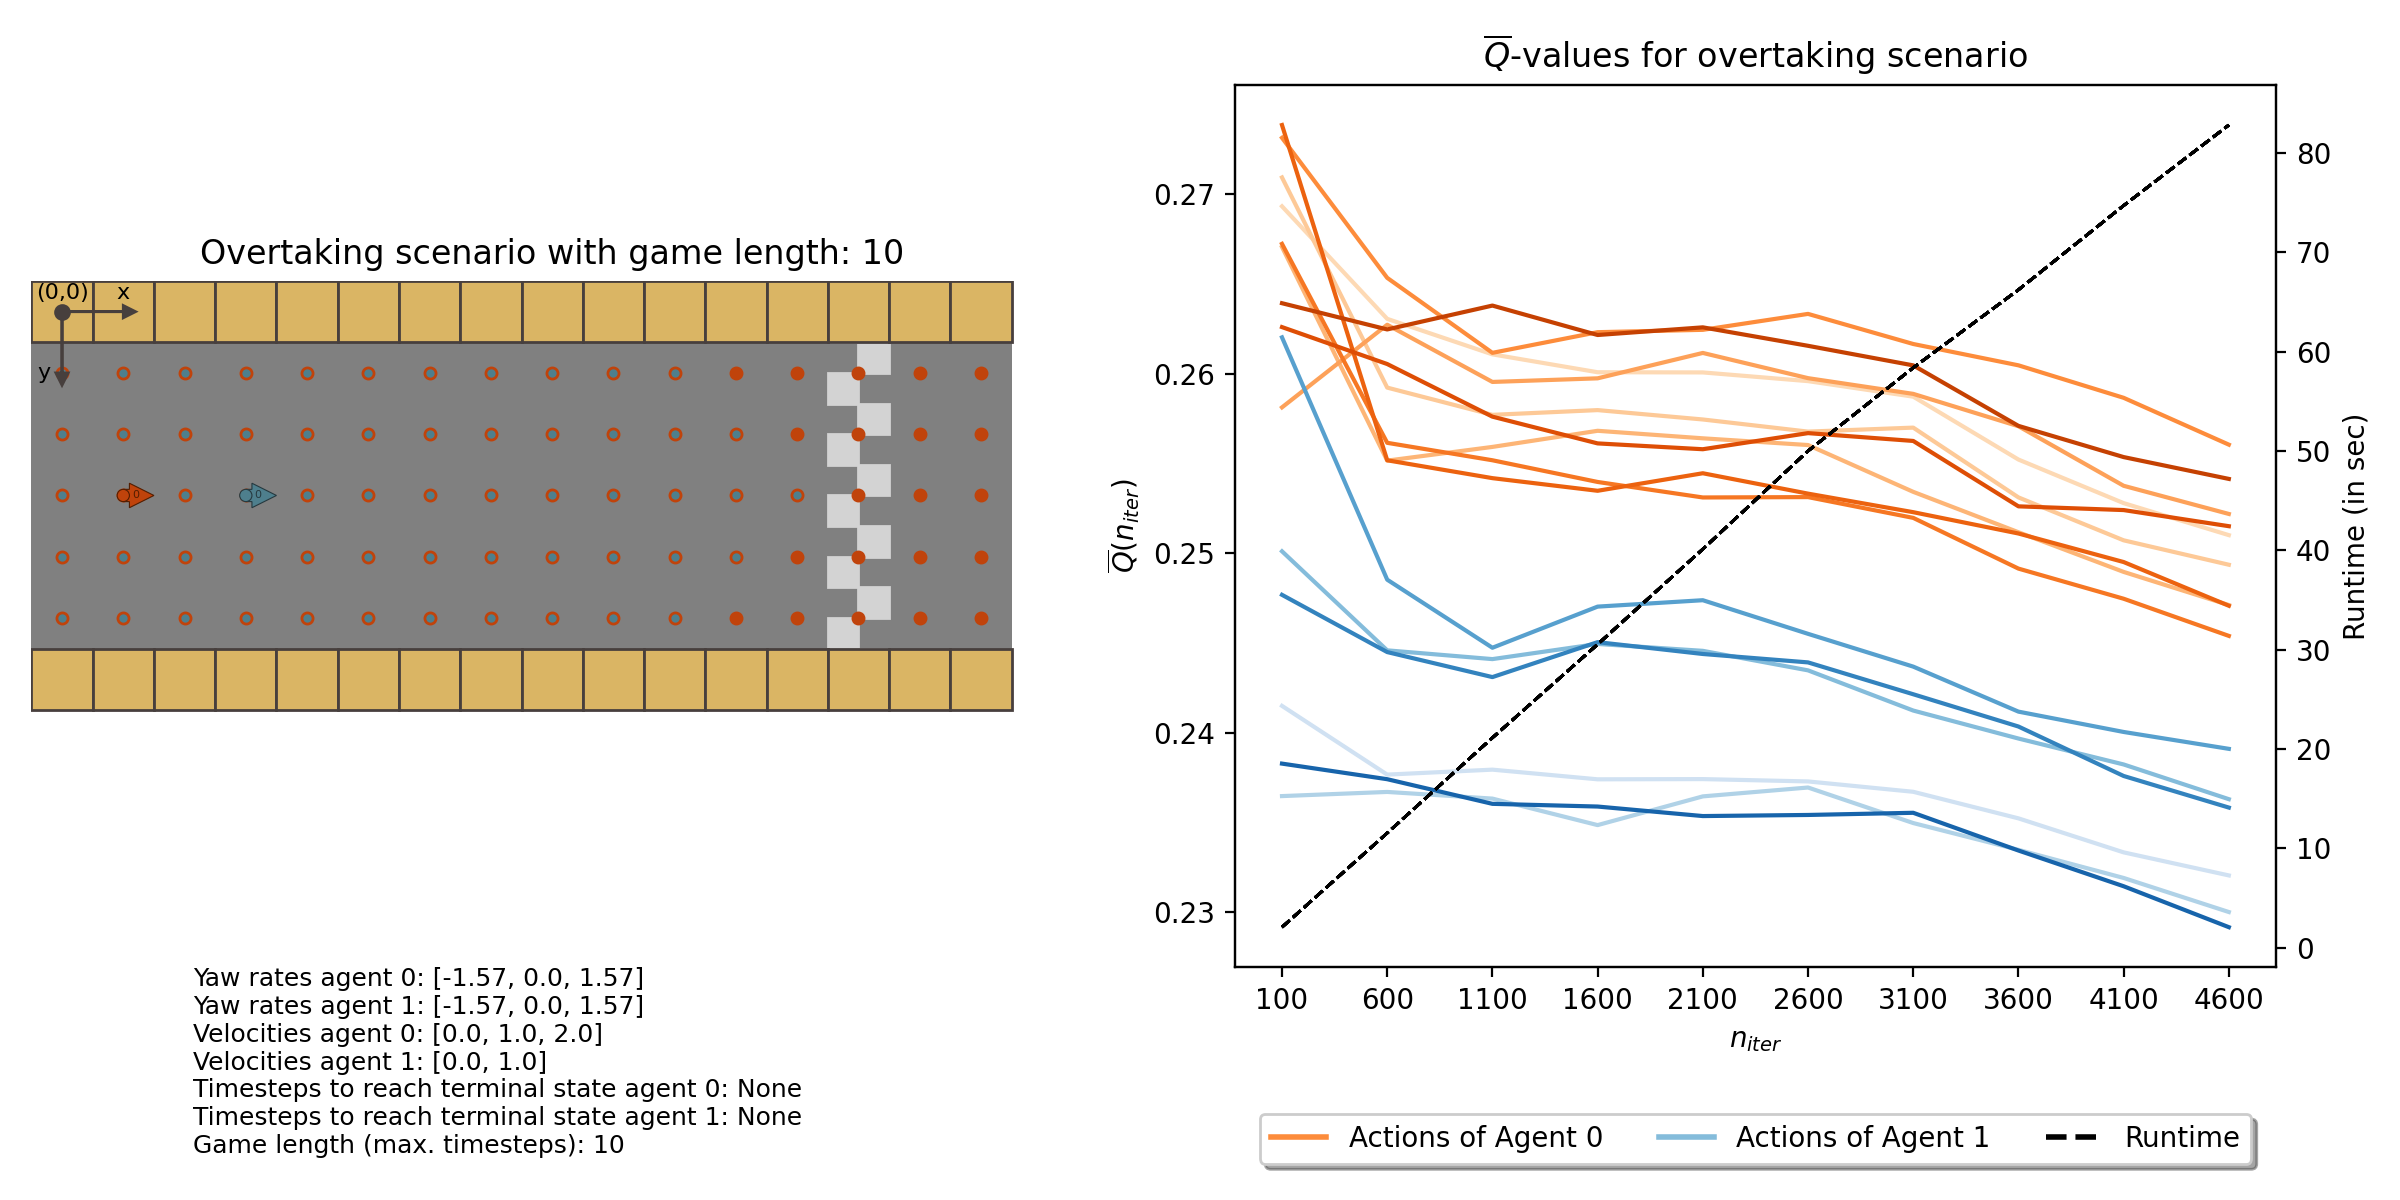 Overtaking scenario with game length: 10
(0,0) x
y
0 0
Yaw rates agent 0: [-1.57, 0.0, 1.57]
Yaw rates agent 1: [-1.57, 0.0, 1.57]
Velocities agent 0: [0.0, 1.0, 2.0]
Velocities agent 1: [0.0, 1.0]
Timesteps to reach terminal state agent 0: None
Timesteps to reach terminal state agent 1: None
Game length (max. timesteps): 10
Q̅-values for overtaking scenario
Q̅(n_iter)
0.27
0.26
0.25
0.24
0.23
80
70
60
50
40
30
20
10
0
Runtime (in sec)
100 600 1100 1600 2100 2600 3100 3600 4100 4600
n_iter
Actions of Agent 0 Actions of Agent 1 Runtime